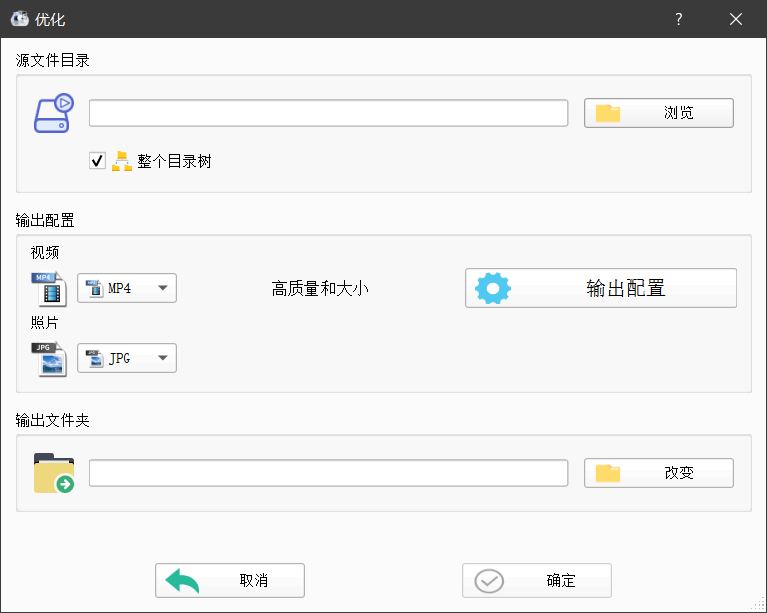 优化
?
源文件目录
浏览
整个目录树
输出配置
视频
MP4
MP4
高质量和大小
输出配置
照片
JPG
JPG
输出文件夹
改变
取消
确定